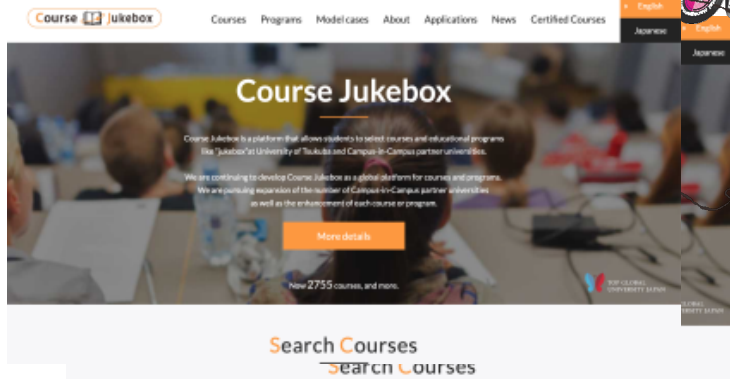 Course Jukebox
Courses Programs Model cases About Applications News Certified Courses
English
Japanese
English
Japanese
Course Jukebox
Course Jukebox is a platform that allows students to select courses and educational programs
like "jukebox"at University of Tsukuba and Campus-in-Campus partner universities.
We are continuing to develop Course Jukebox as a global platform for courses and programs.
We are pursuing expansion of the number of Campus-in-Campus partner universities
as well as the enhancement of each course or program.
More details
Now 2755 courses, and more.
TOP GLOBAL
UNIVERSITY JAPAN
Search Courses
Search Courses